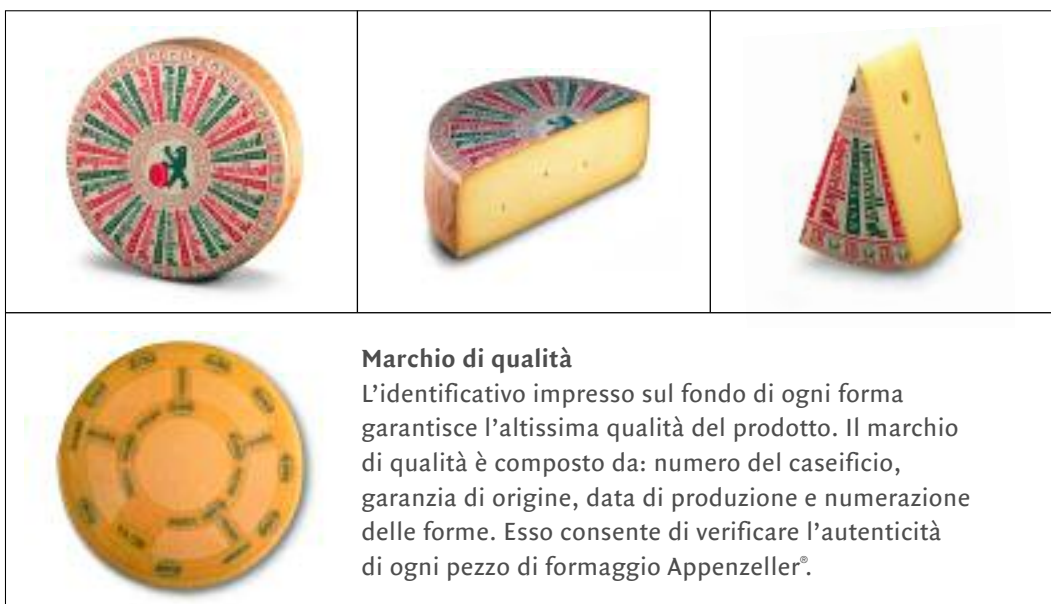 Marchio di qualità
L’identificativo impresso sul fondo di ogni forma
garantisce l’altissima qualità del prodotto. Il marchio
di qualità è composto da: numero del caseificio,
garanzia di origine, data di produzione e numerazione
delle forme. Esso consente di verificare l’autenticità
di ogni pezzo di formaggio Appenzeller®.